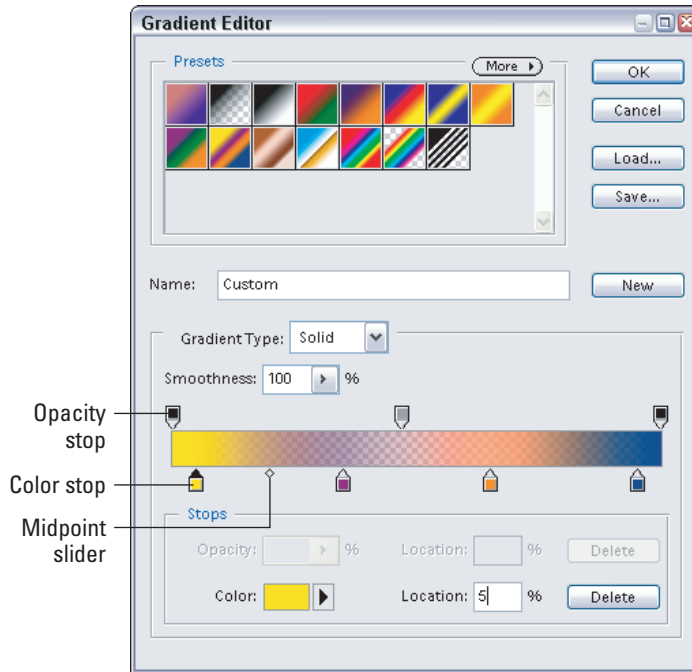 Gradient Editor
Presets
More
OK
Cancel
Load...
Save...
Name: Custom
New
Gradient Type: Solid
Smoothness: 100 %
Opacity
stop
Color stop
Midpoint
slider
Stops
Opacity: % Location: % Delete
Color: Location: 5 % Delete